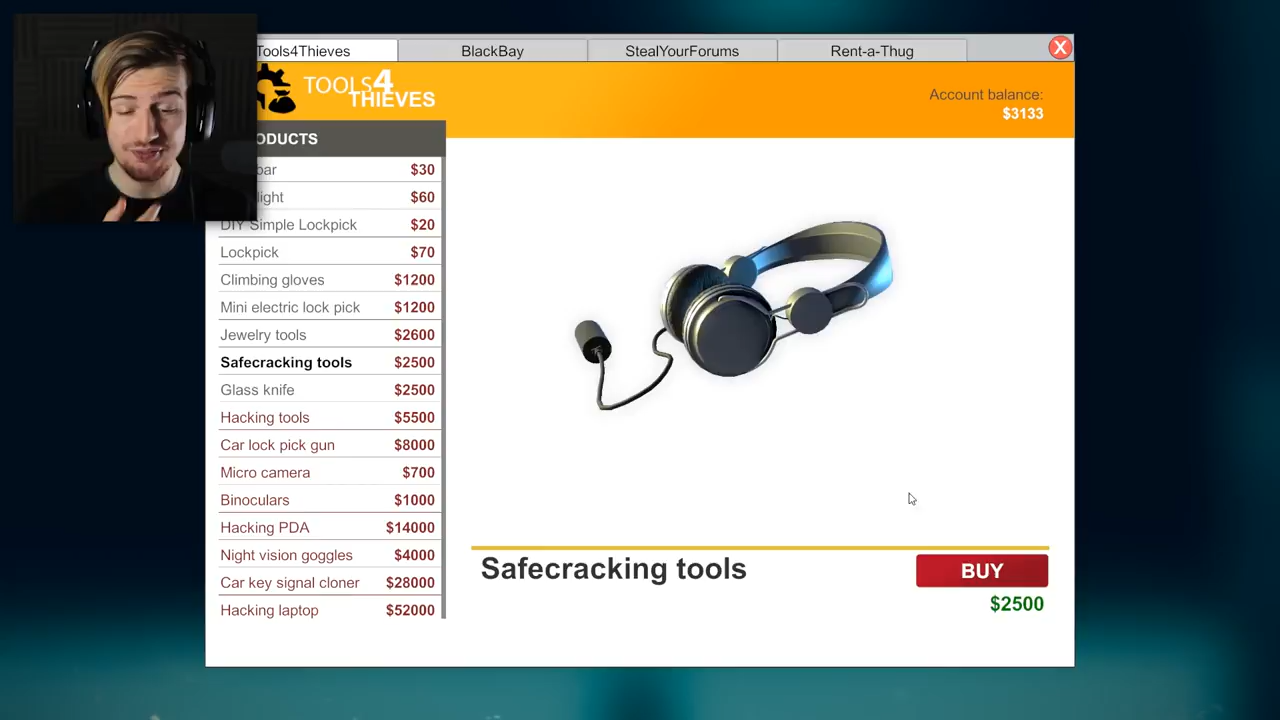 Tools4Thieves BlackBay StealYourForums Rent-a-Thug X
TOOLS4
THIEVES
Account balance:
$3133
ODUCTS
bar $30
light $60
DIY Simple Lockpick $20
Lockpick $70
Climbing gloves $1200
Mini electric lock pick $1200
Jewelry tools $2600
Safecracking tools $2500
Glass knife $2500
Hacking tools $5500
Car lock pick gun $8000
Micro camera $700
Binoculars $1000
Hacking PDA $14000
Night vision goggles $4000
Car key signal cloner $28000
Hacking laptop $52000
Safecracking tools
BUY
$2500